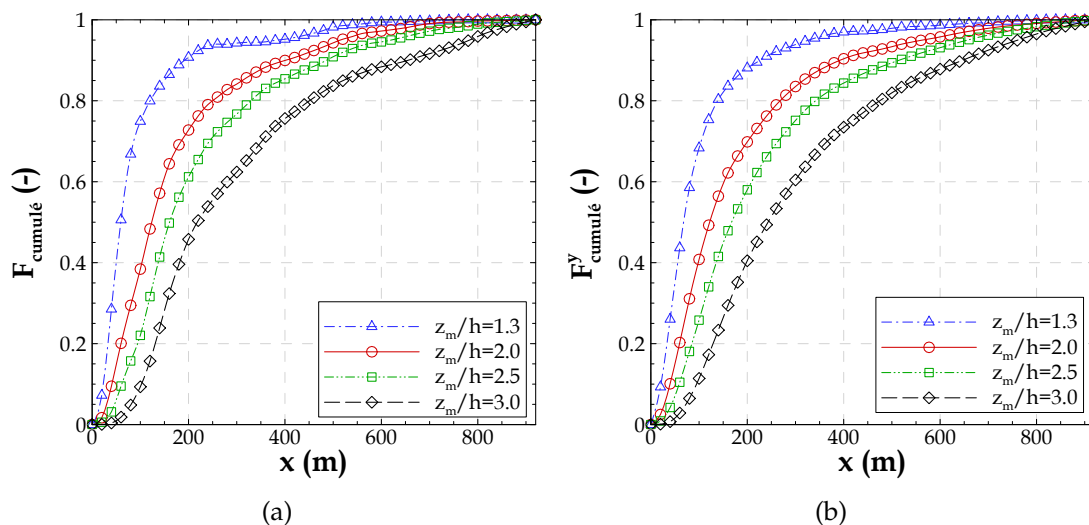 1
0.8
0.6
0.4
0.2
0
F_cumulé (-)
0 200 400 600 800
x (m)
z_m/h=1.3
z_m/h=2.0
z_m/h=2.5
z_m/h=3.0
(a)
1
0.8
0.6
0.4
0.2
0
F^y_cumulé (-)
0 200 400 600 800
x (m)
z_m/h=1.3
z_m/h=2.0
z_m/h=2.5
z_m/h=3.0
(b)